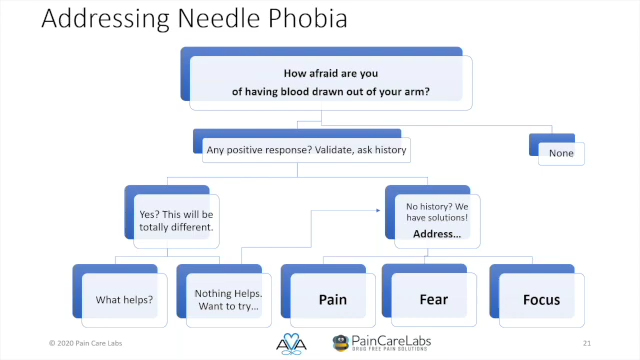 Addressing Needle Phobia
How afraid are you
of having blood drawn out of your arm?
Any positive response? Validate, ask history
None
Yes? This will be
totally different.
No history? We
have solutions!
Address...
What helps?
Nothing Helps.
Want to try...
Pain
Fear
Focus
© 2020 Pain Care Labs
AVA
PainCareLabs
DRUG FREE PAIN SOLUTIONS
21